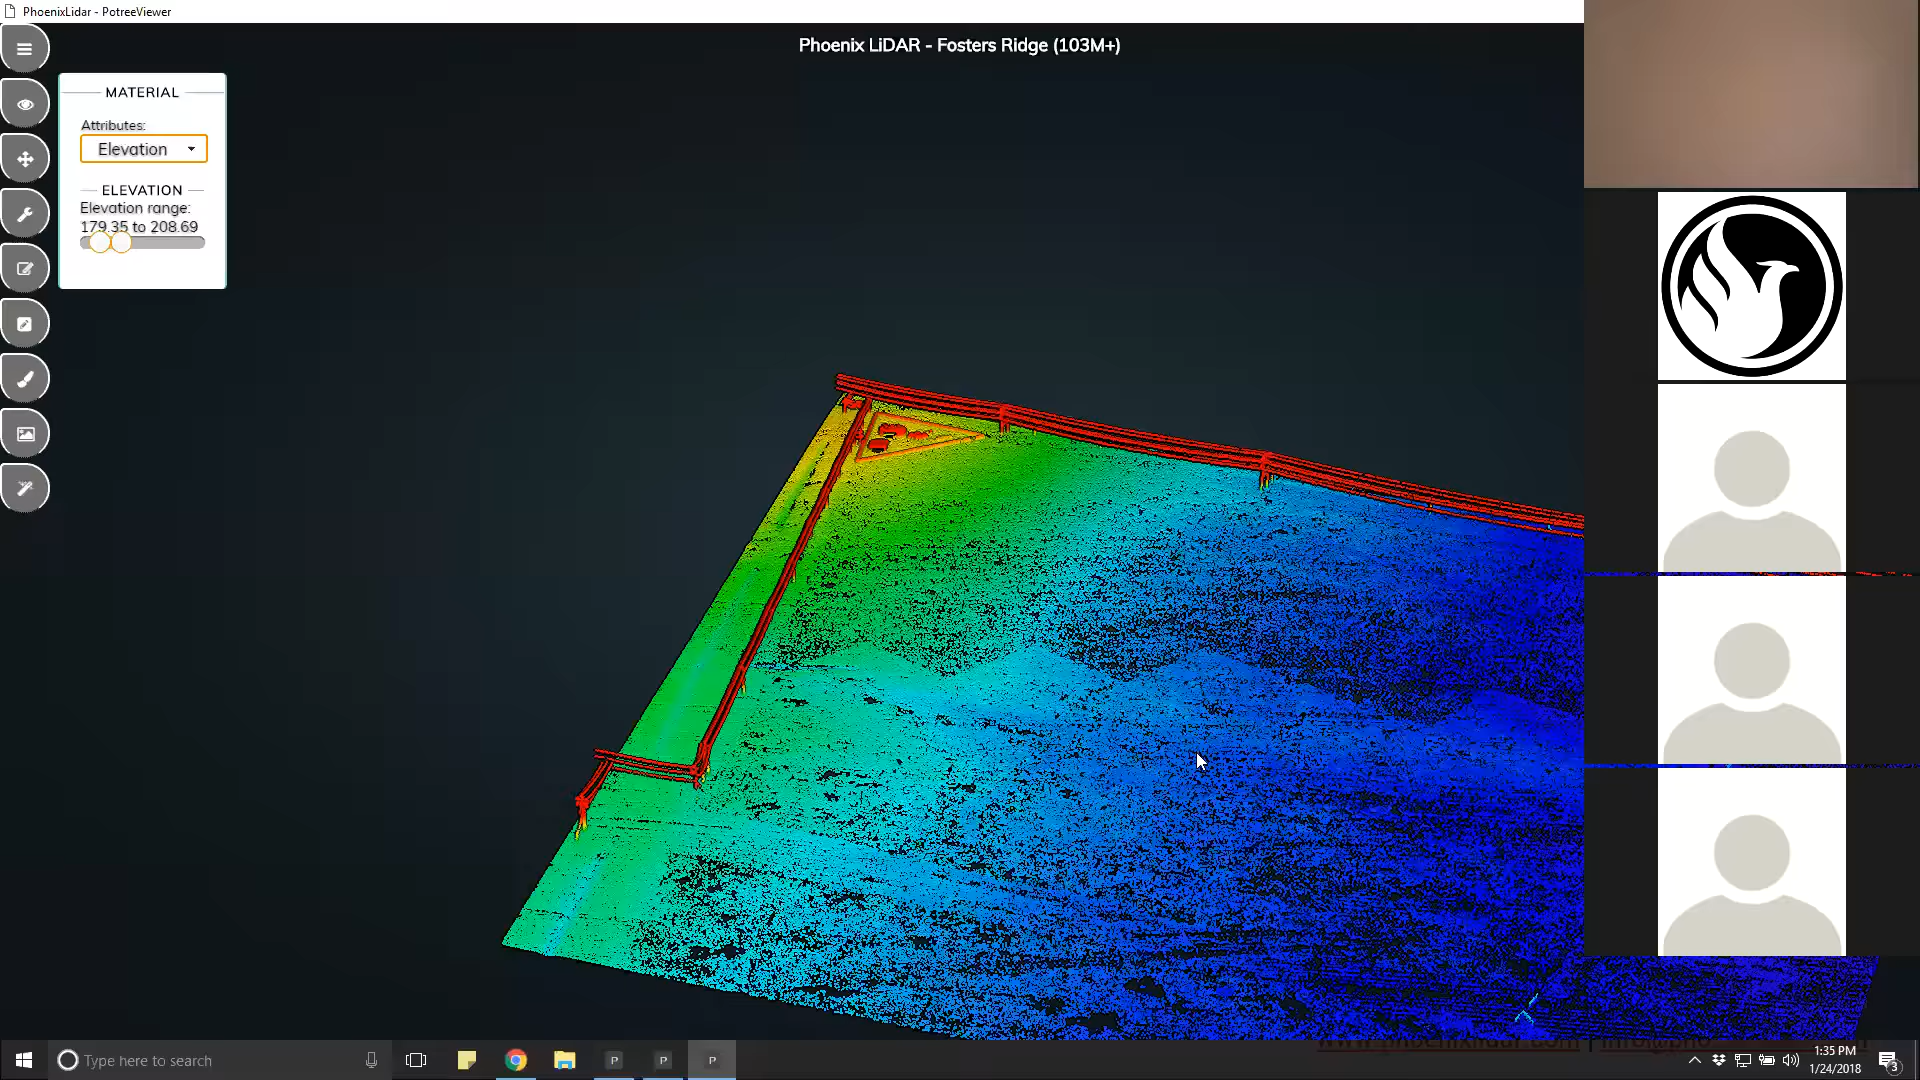 PhoenixLidar - PotreeViewer
Phoenix LiDAR - Fosters Ridge (103M+)
MATERIAL
Attributes:
Elevation
ELEVATION
Elevation range:
179.35 to 208.69
Type here to search
P
P
P
1:35 PM
1/24/2018
3